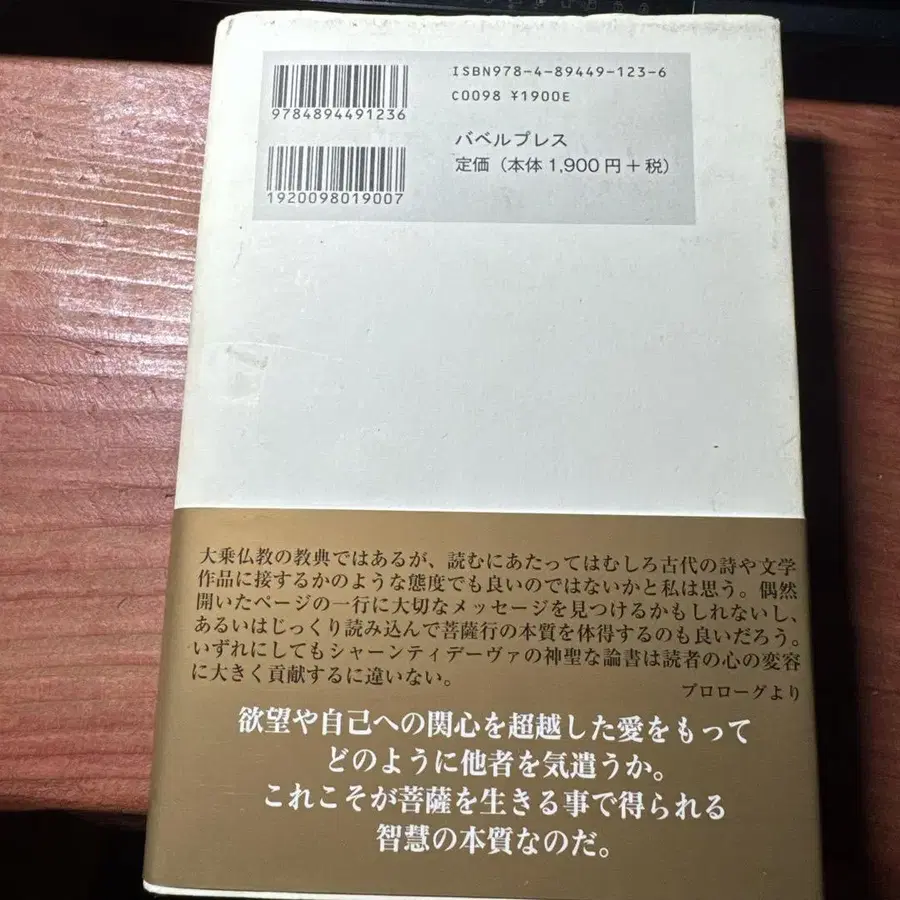 ISBN978-4-89449-123-6
C0098 ¥1900E
9784894491236
バベルプレス
定価（本体1,900円＋税）
1920098019007
大乗仏教の教典ではあるが、読むにあたってはむしろ古代の詩や文学
作品に接するかのような態度でも良いのではないかと私は思う。偶然
開いたページの一行に大切なメッセージを見つけるかもしれないし、
あるいはじっくり読み込んで菩薩行の本質を体得するのも良いだろう。
いずれにしてもシャーンティデーヴァの神聖な論書は読者の心の変容
に大きく貢献するに違いない。
プロローグより
欲望や自己への関心を超越した愛をもって
どのように他者を気遣うか。
これこそが菩薩を生きる事で得られる
智慧の本質なのだ。